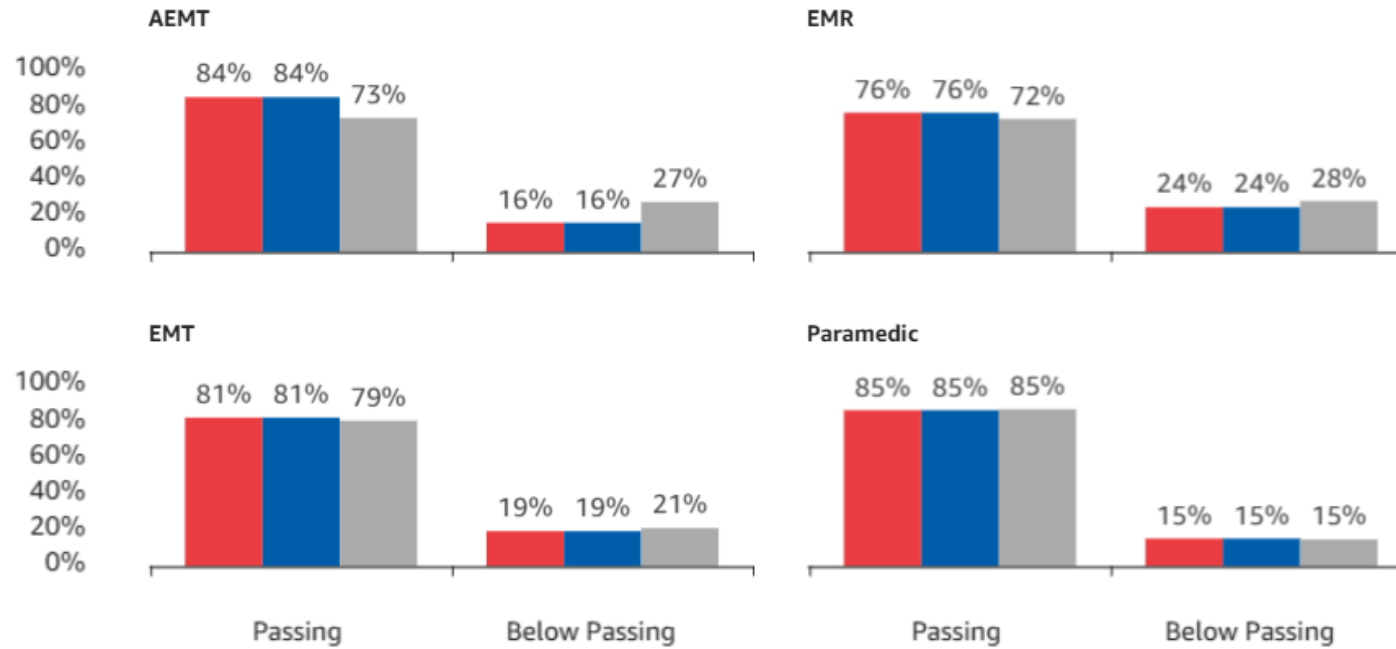 AEMT
EMR
100%
80%
60%
40%
20%
0%
84% 84% 73%
16% 16% 27%
76% 76% 72%
24% 24% 28%
EMT
Paramedic
100%
80%
60%
40%
20%
0%
81% 81% 79%
19% 19% 21%
85% 85% 85%
15% 15% 15%
Passing Below Passing
Passing Below Passing